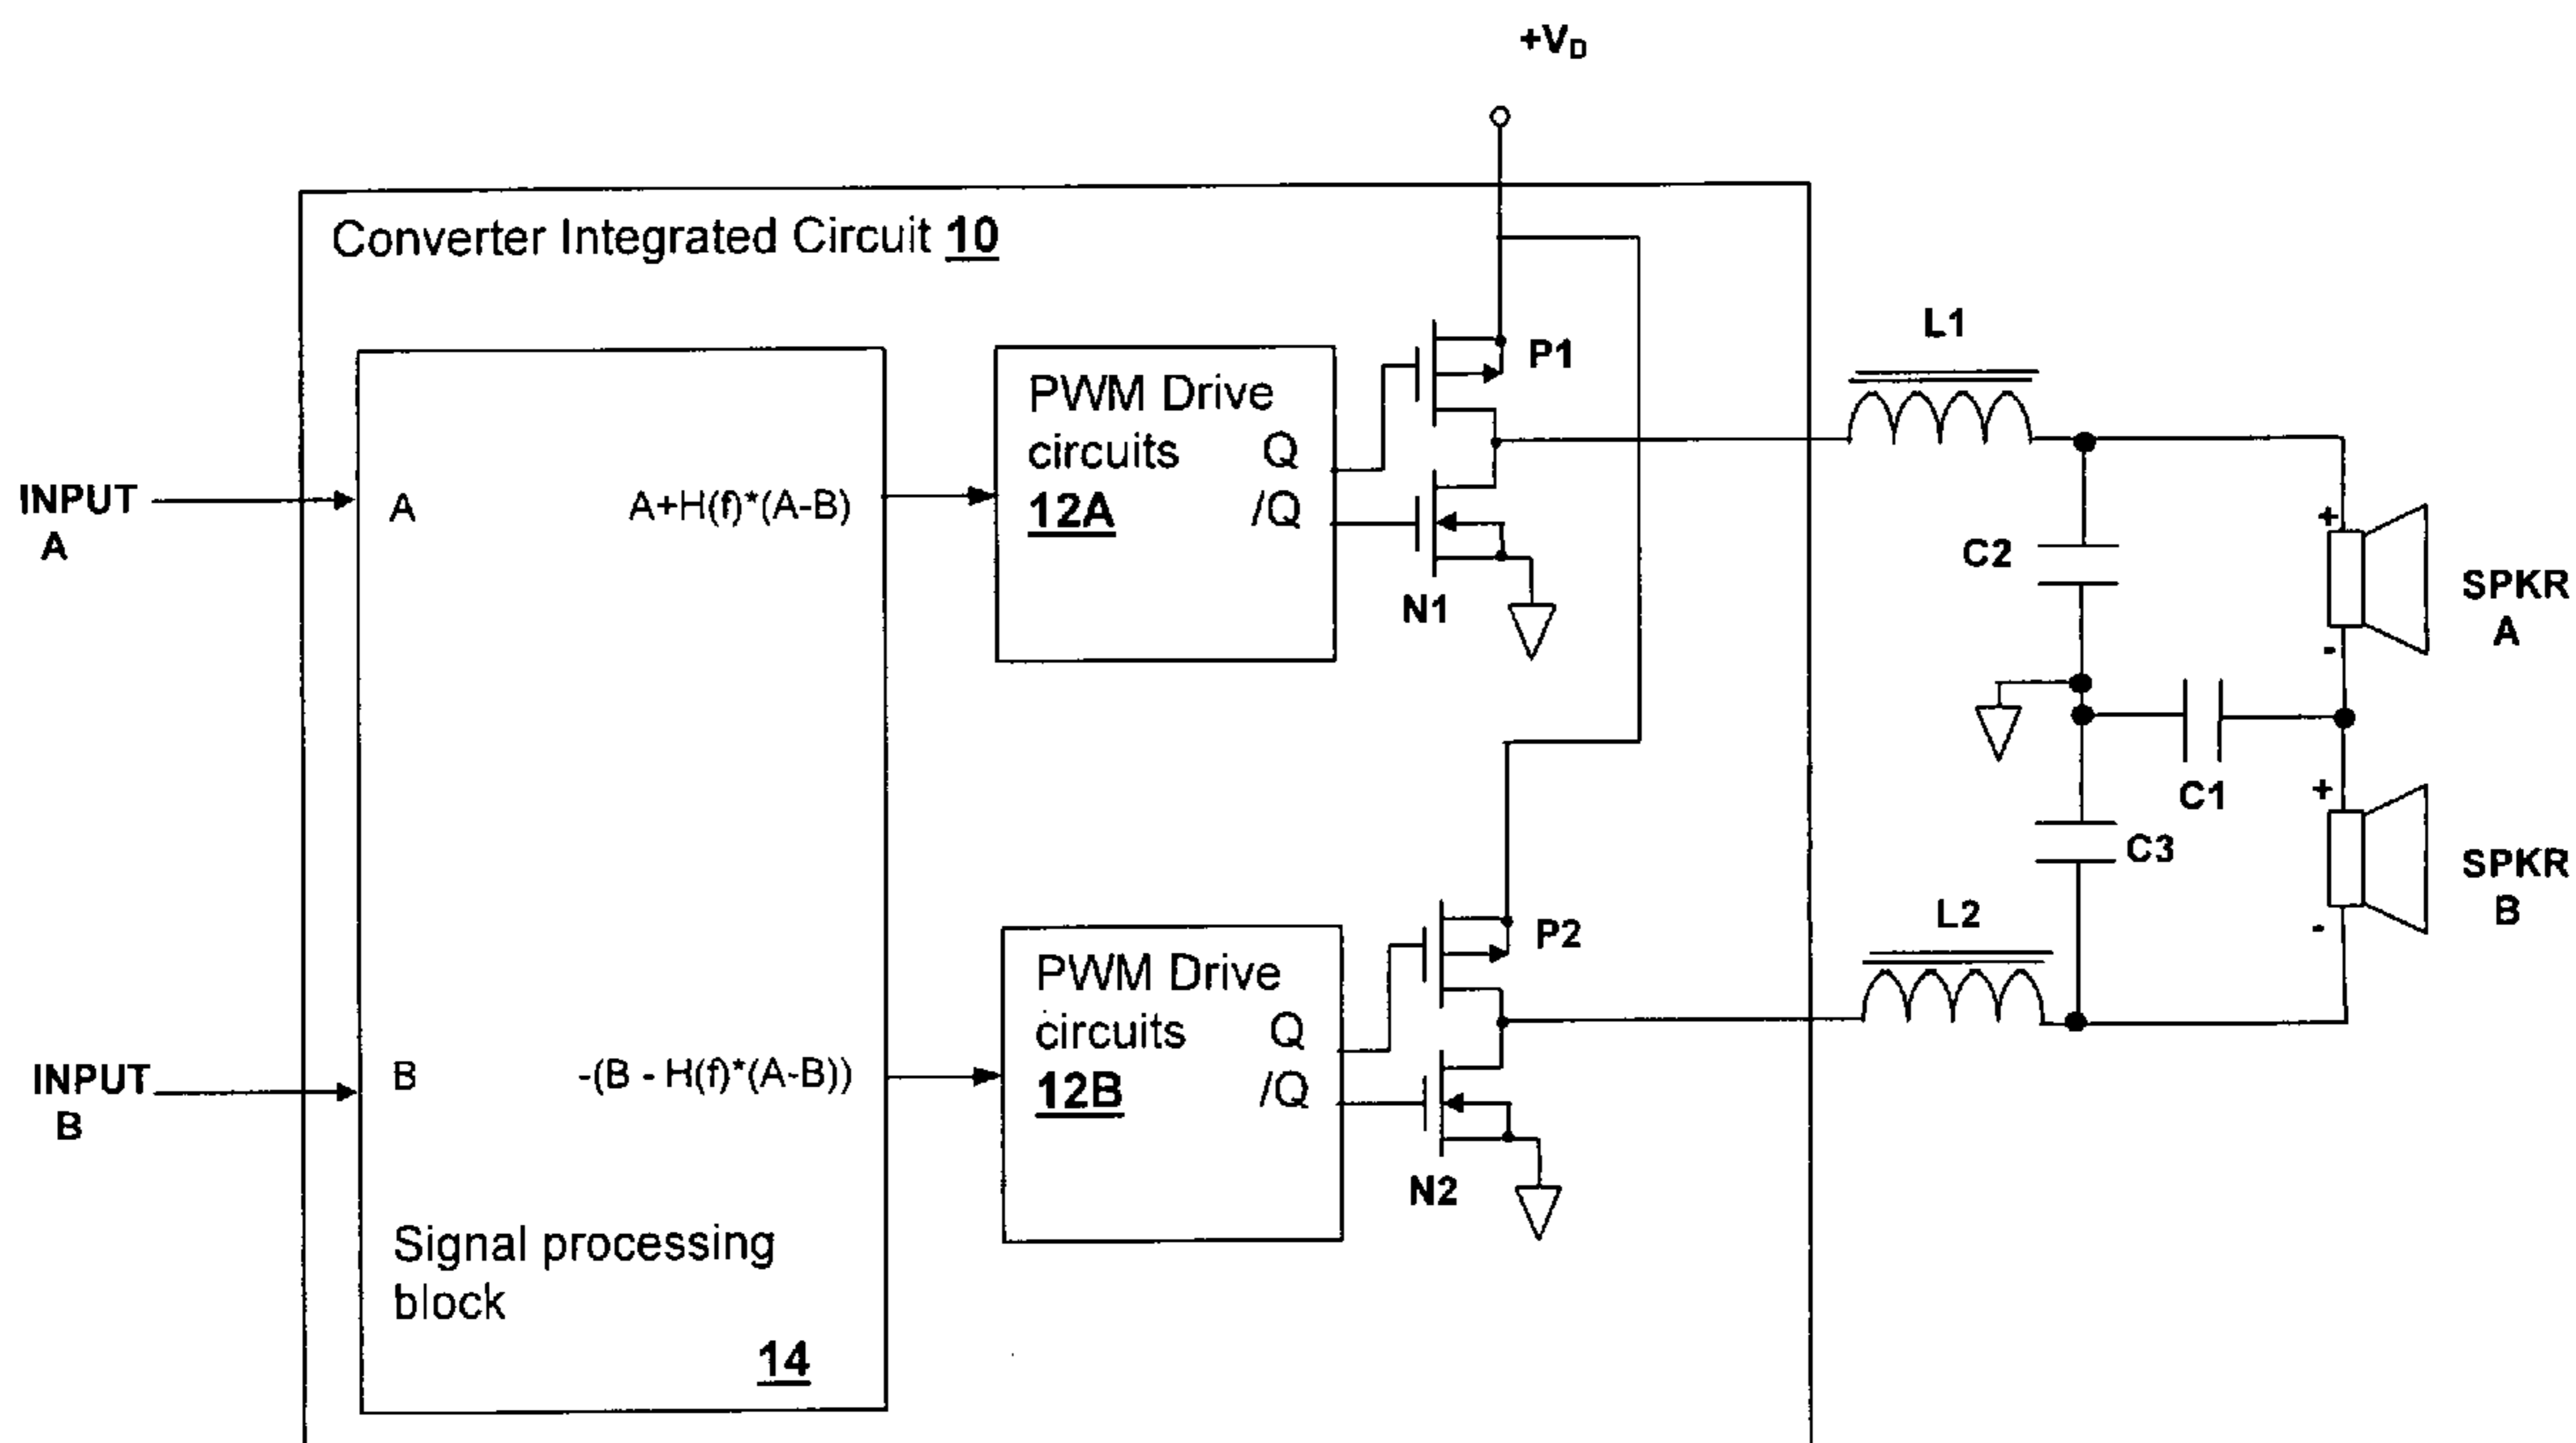 +VD
Converter Integrated Circuit 10
INPUT
A
A
A+H(f)*(A-B)
PWM Drive
circuits
12A
Q
/Q
P1
N1
L1
C2
+
-
SPKR
A
C1
C3
+
-
SPKR
B
L2
INPUT
B
B
-(B - H(f)*(A-B))
PWM Drive
circuits
12B
Q
/Q
P2
N2
Signal processing
block
14